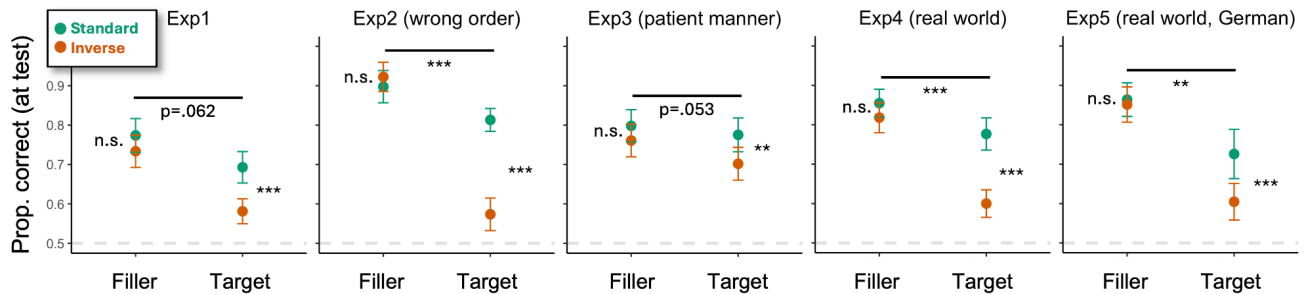 Exp1
Exp2 (wrong order)
Exp3 (patient manner)
Exp4 (real world)
Exp5 (real world, German)
Standard
Inverse
Prop. correct (at test)
0.9
0.8
0.7
0.6
0.5
n.s.
p=.062
***
n.s.
***
***
n.s.
p=.053
**
n.s.
***
***
n.s.
**
***
Filler
Target
Filler
Target
Filler
Target
Filler
Target
Filler
Target